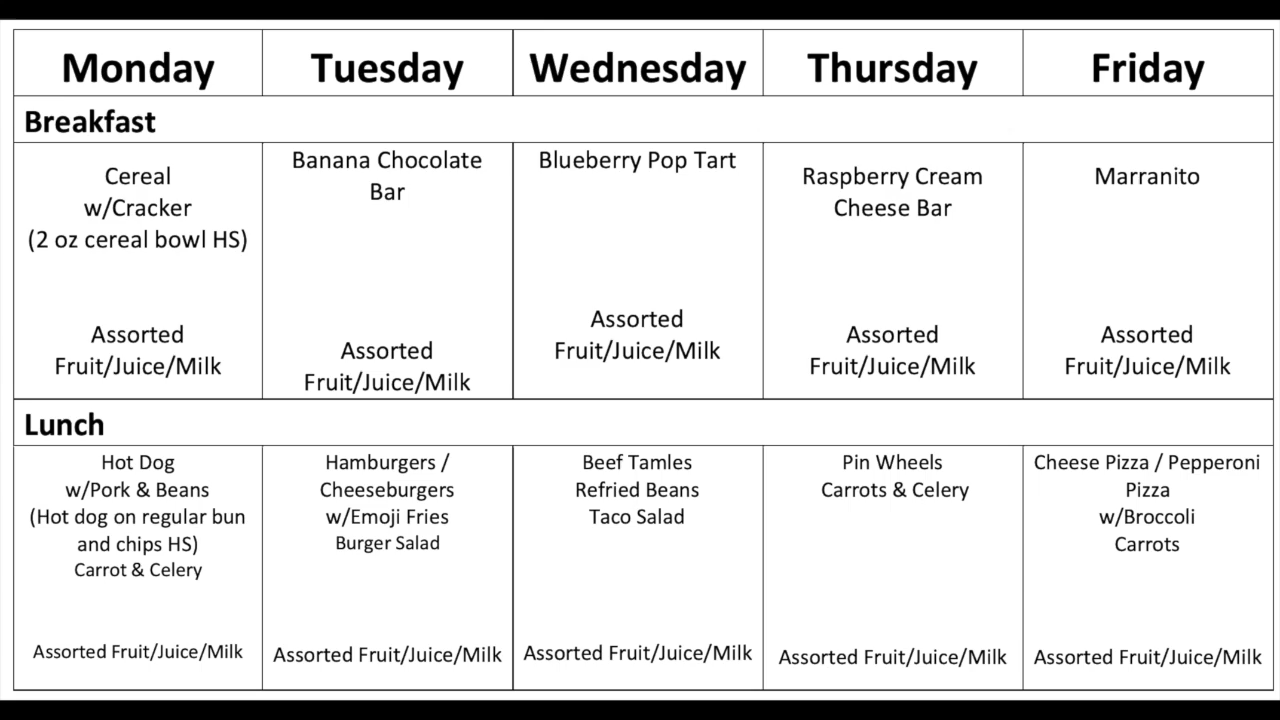 Monday
Tuesday
Wednesday
Thursday
Friday
Breakfast
Cereal
w/Cracker
(2 oz cereal bowl HS)
Assorted
Fruit/Juice/Milk
Banana Chocolate
Bar
Assorted
Fruit/Juice/Milk
Blueberry Pop Tart
Assorted
Fruit/Juice/Milk
Raspberry Cream
Cheese Bar
Assorted
Fruit/Juice/Milk
Marranito
Assorted
Fruit/Juice/Milk
Lunch
Hot Dog
w/Pork & Beans
(Hot dog on regular bun
and chips HS)
Carrot & Celery
Assorted Fruit/Juice/Milk
Hamburgers /
Cheeseburgers
w/Emoji Fries
Burger Salad
Assorted Fruit/Juice/Milk
Beef Tamles
Refried Beans
Taco Salad
Assorted Fruit/Juice/Milk
Pin Wheels
Carrots & Celery
Assorted Fruit/Juice/Milk
Cheese Pizza / Pepperoni
Pizza
w/Broccoli
Carrots
Assorted Fruit/Juice/Milk